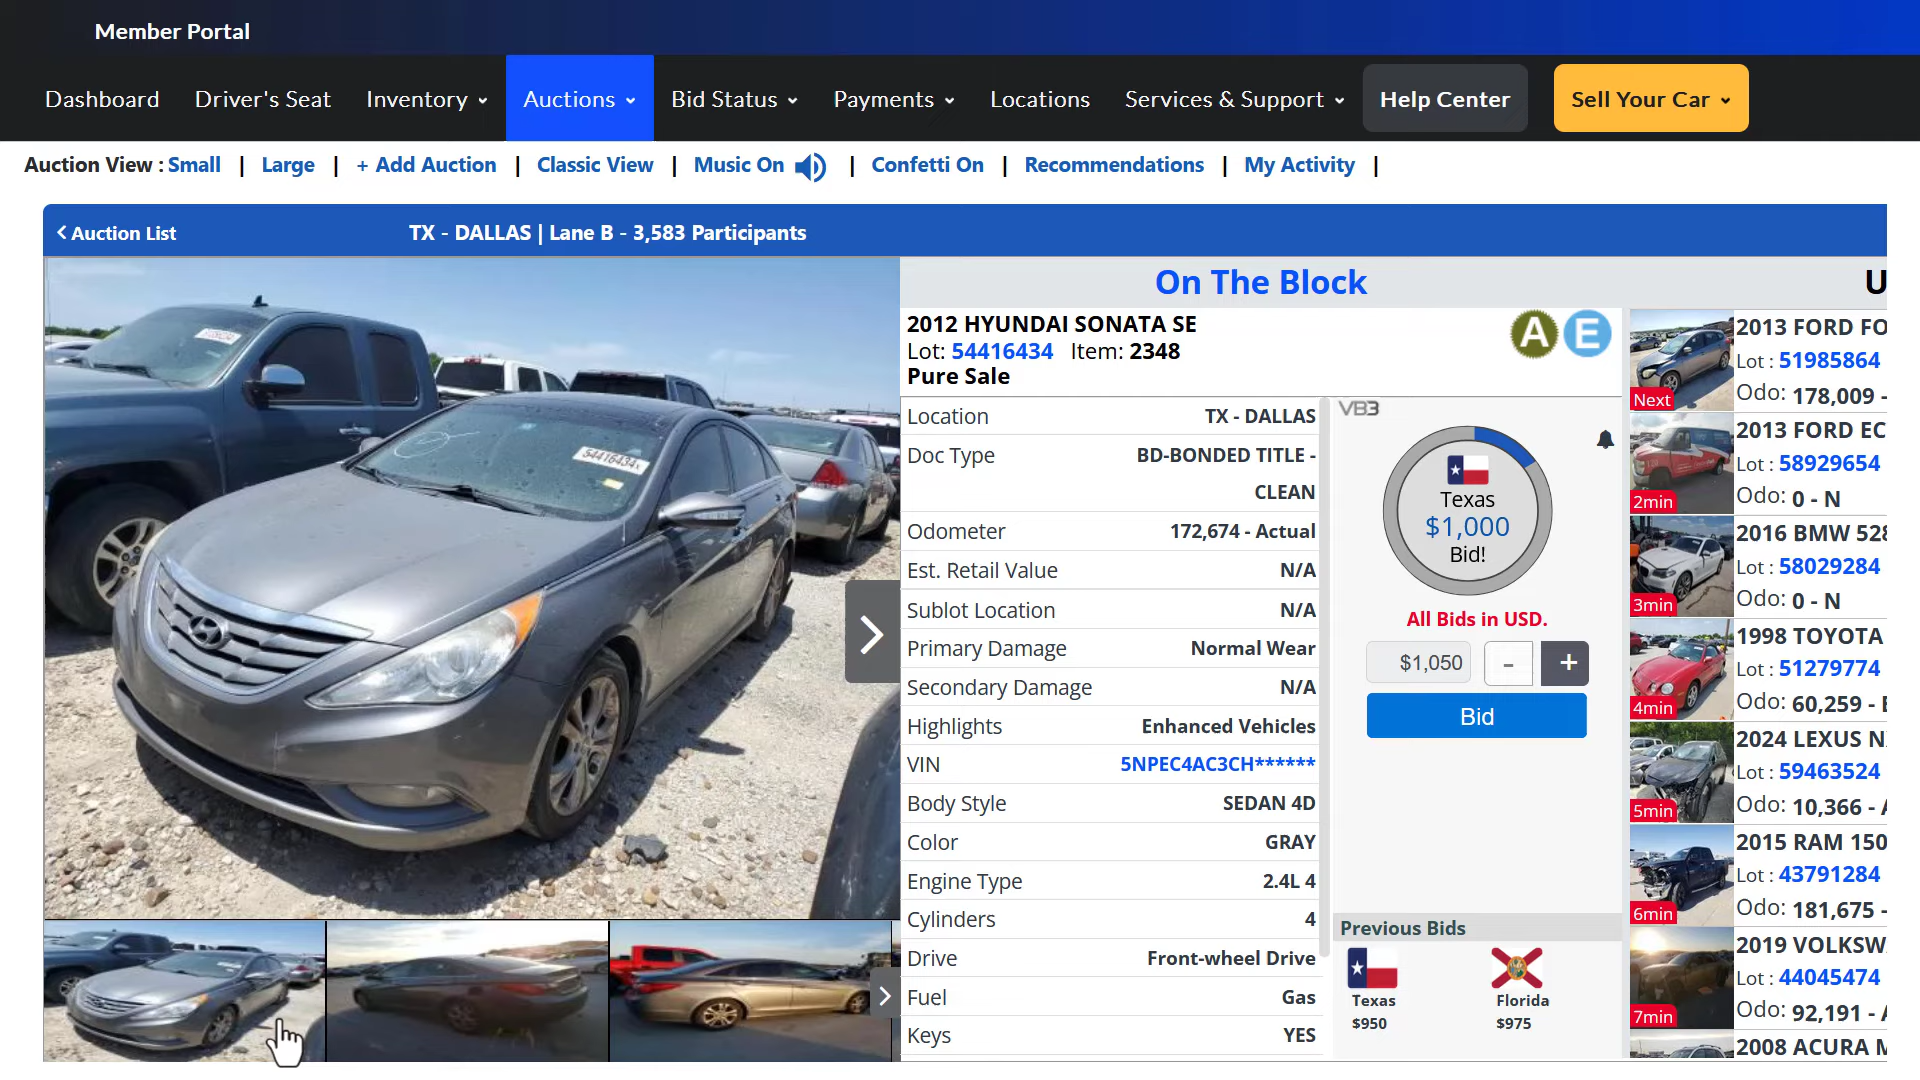 Member Portal
Dashboard Driver's Seat Inventory Auctions Bid Status Payments Locations Services & Support Help Center Sell Your Car
Auction View : Small | Large | + Add Auction | Classic View | Music On | Confetti On | Recommendations | My Activity |
Auction List
TX - DALLAS | Lane B - 3,583 Participants
54416434
On The Block
2012 HYUNDAI SONATA SE
Lot: 54416434 Item: 2348
Pure Sale
A E
Location TX - DALLAS
Doc Type BD-BONDED TITLE -
CLEAN
Odometer 172,674 - Actual
Est. Retail Value N/A
Sublot Location N/A
Primary Damage Normal Wear
Secondary Damage N/A
Highlights Enhanced Vehicles
VIN 5NPEC4AC3CH******
Body Style SEDAN 4D
Color GRAY
Engine Type 2.4L 4
Cylinders 4
Drive Front-wheel Drive
Fuel Gas
Keys YES
VB3
Texas
$1,000
Bid!
All Bids in USD.
$1,050 - +
Bid
Previous Bids
Texas
$950
Florida
$975
U
2013 FORD FO
Lot : 51985864
Odo: 178,009 -
Next
2013 FORD EC
Lot : 58929654
Odo: 0 - N
2min
2016 BMW 528
Lot : 58029284
Odo: 0 - N
3min
1998 TOYOTA
Lot : 51279774
Odo: 60,259 - E
4min
2024 LEXUS N
Lot : 59463524
Odo: 10,366 - A
5min
2015 RAM 150
Lot : 43791284
Odo: 181,675 -
6min
2019 VOLKSW
Lot : 44045474
Odo: 92,191 - A
7min
2008 ACURA M